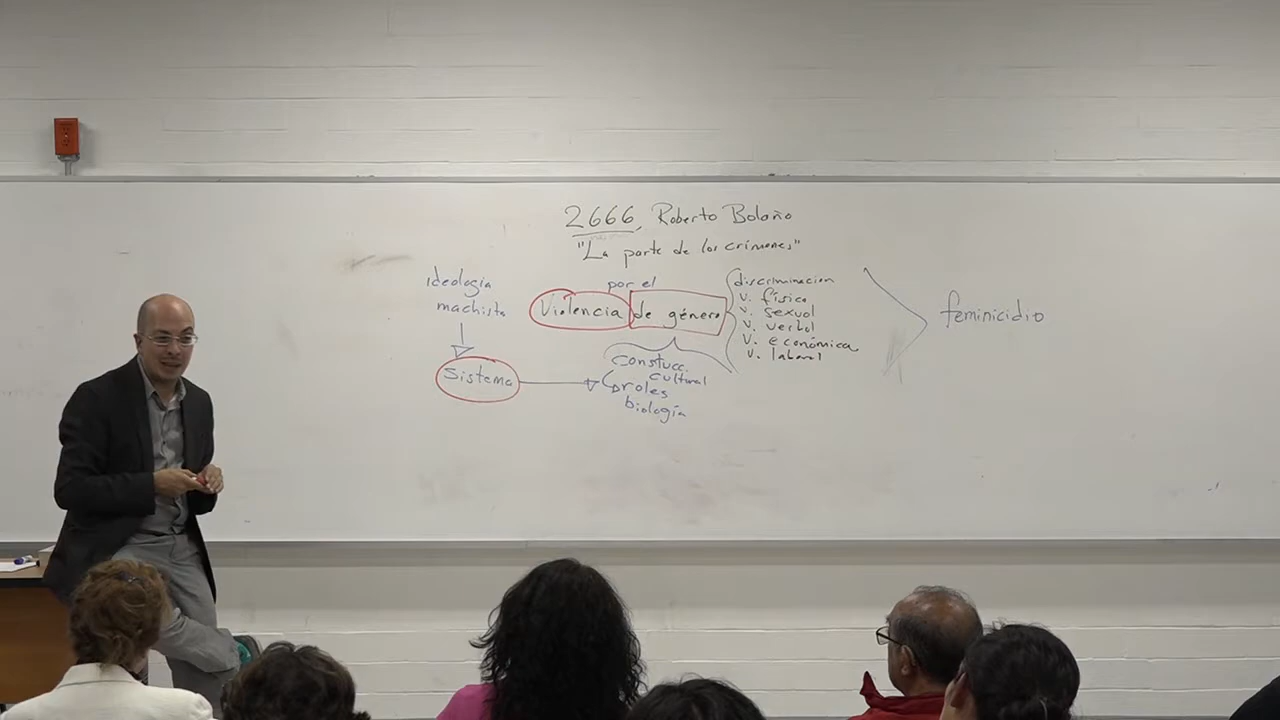 2666, Roberto Bolaño
"La parte de los crímenes"
ideología
machista
Sistema
por el
Violencia de género
construcc.
cultural
roles
biología
discriminación
v. física
v. sexual
v. verbal
v. económica
v. laboral
feminicidio